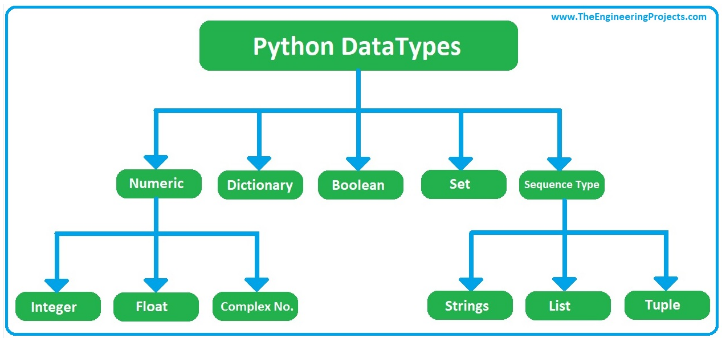 www.TheEngineeringProjects.com
Python DataTypes
Numeric
Dictionary
Boolean
Set
Sequence Type
Integer
Float
Complex No.
Strings
List
Tuple